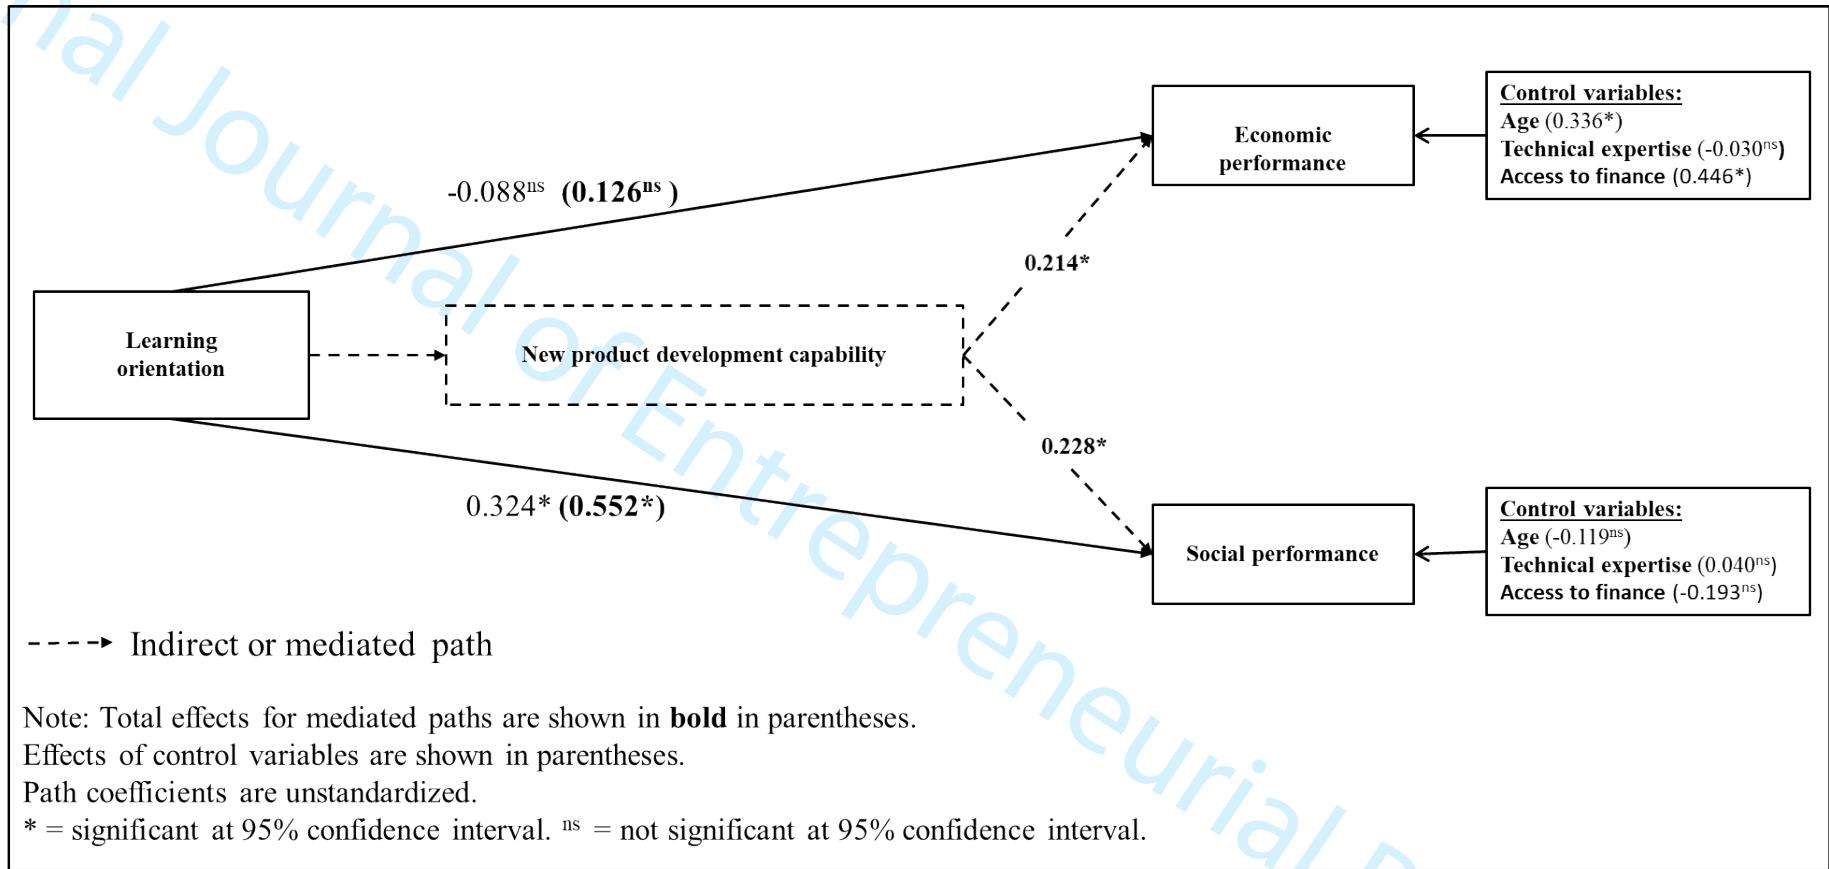 nal Journal of Entrepreneurial
Economic
performance
Control variables:
Age (0.336*)
Technical expertise (-0.030ns)
Access to finance (0.446*)
-0.088ns (0.126ns )
0.214*
Learning
orientation
New product development capability
0.228*
0.324* (0.552*)
Social performance
Control variables:
Age (-0.119ns)
Technical expertise (0.040ns)
Access to finance (-0.193ns)
Indirect or mediated path
Note: Total effects for mediated paths are shown in bold in parentheses.
Effects of control variables are shown in parentheses.
Path coefficients are unstandardized.
* = significant at 95% confidence interval. ns = not significant at 95% confidence interval.